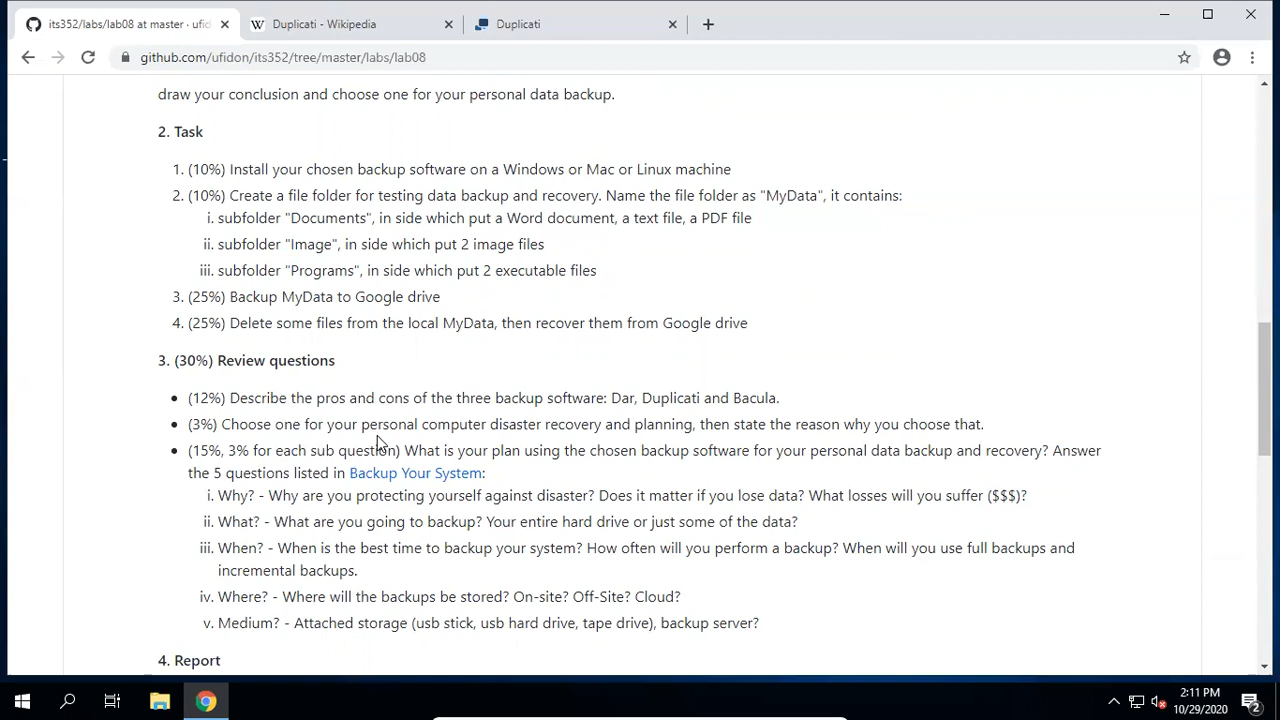 its352/labs/lab08 at master · ufid
Duplicati - Wikipedia
Duplicati
github.com/ufidon/its352/tree/master/labs/lab08
draw your conclusion and choose one for your personal data backup.
2. Task
1. (10%) Install your chosen backup software on a Windows or Mac or Linux machine
2. (10%) Create a file folder for testing data backup and recovery. Name the file folder as "MyData", it contains:
i. subfolder "Documents", in side which put a Word document, a text file, a PDF file
ii. subfolder "Image", in side which put 2 image files
iii. subfolder "Programs", in side which put 2 executable files
3. (25%) Backup MyData to Google drive
4. (25%) Delete some files from the local MyData, then recover them from Google drive
3. (30%) Review questions
• (12%) Describe the pros and cons of the three backup software: Dar, Duplicati and Bacula.
• (3%) Choose one for your personal computer disaster recovery and planning, then state the reason why you choose that.
• (15%, 3% for each sub question) What is your plan using the chosen backup software for your personal data backup and recovery? Answer
the 5 questions listed in Backup Your System:
i. Why? - Why are you protecting yourself against disaster? Does it matter if you lose data? What losses will you suffer ($$$)?
ii. What? - What are you going to backup? Your entire hard drive or just some of the data?
iii. When? - When is the best time to backup your system? How often will you perform a backup? When will you use full backups and
incremental backups.
iv. Where? - Where will the backups be stored? On-site? Off-Site? Cloud?
v. Medium? - Attached storage (usb stick, usb hard drive, tape drive), backup server?
4. Report
2:11 PM
10/29/2020
2